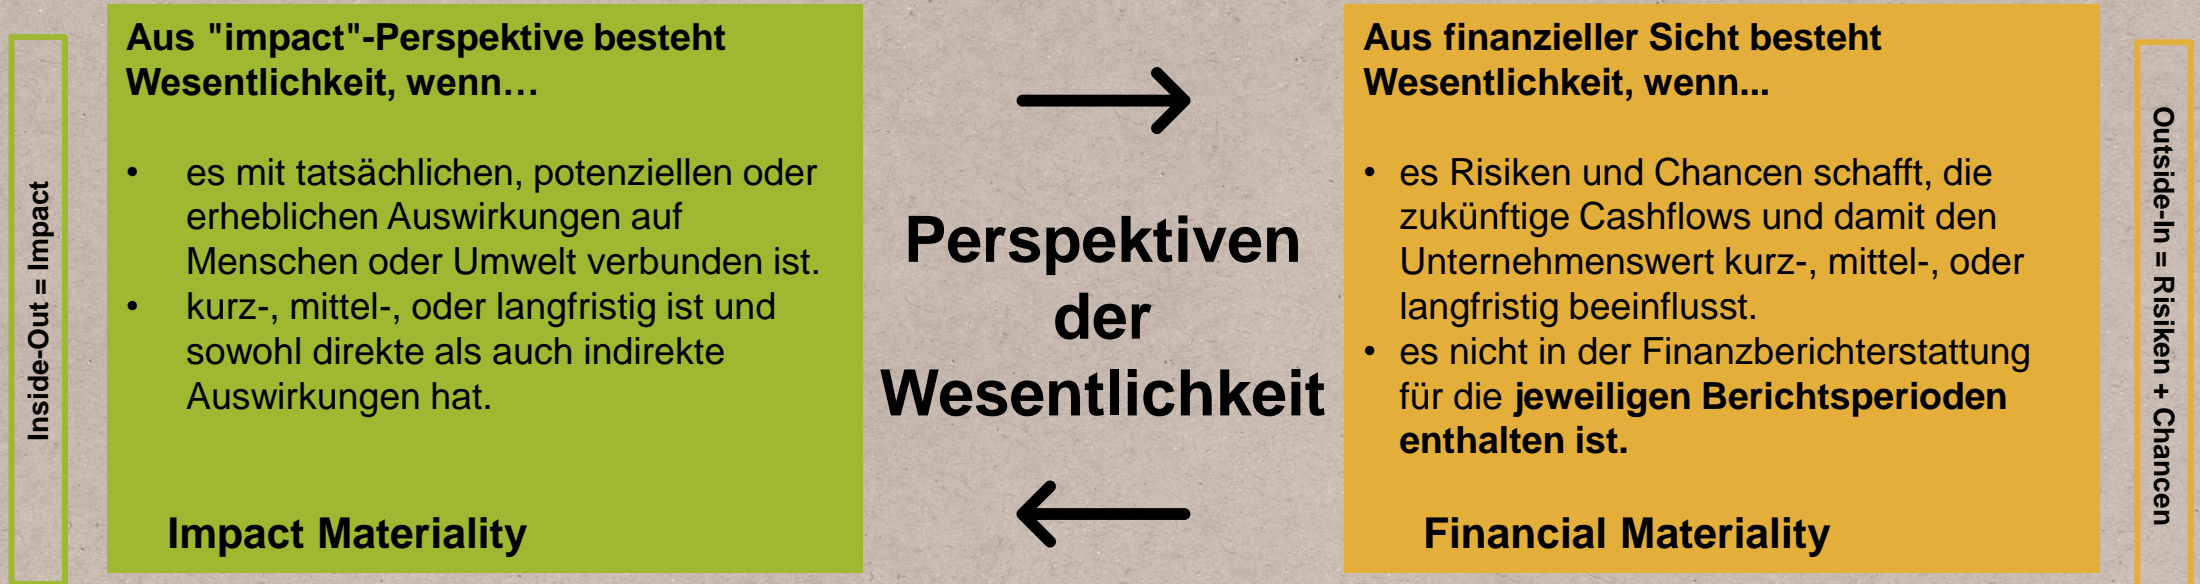 Inside-Out = Impact
Aus "impact"-Perspektive besteht
Wesentlichkeit, wenn…
• es mit tatsächlichen, potenziellen oder
erheblichen Auswirkungen auf
Menschen oder Umwelt verbunden ist.
• kurz-, mittel-, oder langfristig ist und
sowohl direkte als auch indirekte
Auswirkungen hat.
Impact Materiality
Perspektiven
der
Wesentlichkeit
Aus finanzieller Sicht besteht
Wesentlichkeit, wenn...
• es Risiken und Chancen schafft, die
zukünftige Cashflows und damit den
Unternehmenswert kurz-, mittel-, oder
langfristig beeinflusst.
• es nicht in der Finanzberichterstattung
für die jeweiligen Berichtsperioden
enthalten ist.
Financial Materiality
Outside-In = Risiken + Chancen